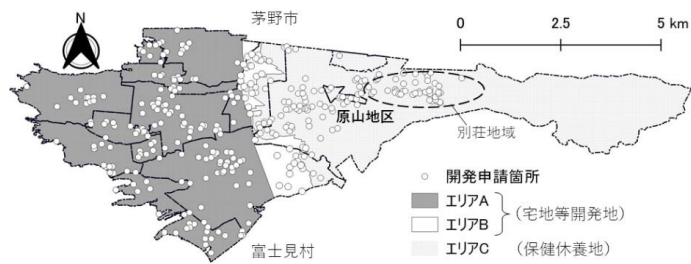 茅野市
0 2.5 5 km
原山地区
別荘地域
開発申請箇所
エリアA
エリアB
(宅地等開発地)
エリアC (保健休養地)
富士見村